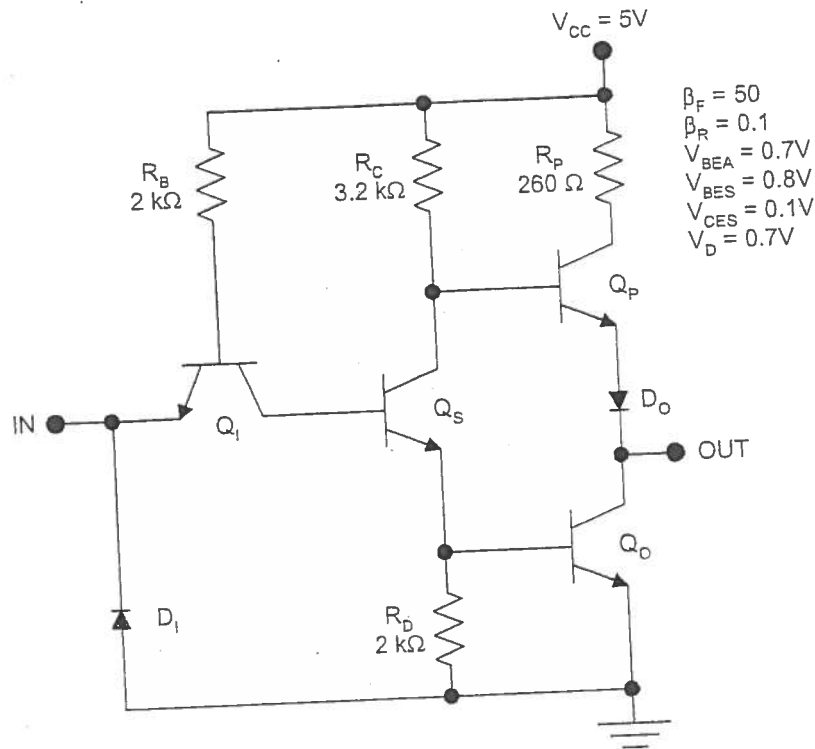 V_CC = 5V
β_F = 50
β_R = 0.1
V_BEA = 0.7V
V_BES = 0.8V
V_CES = 0.1V
V_D = 0.7V
R_B
2 kΩ
R_C
3.2 kΩ
R_P
260 Ω
Q_P
IN
Q_I
Q_S
D_O
OUT
Q_O
D_I
R_D
2 kΩ